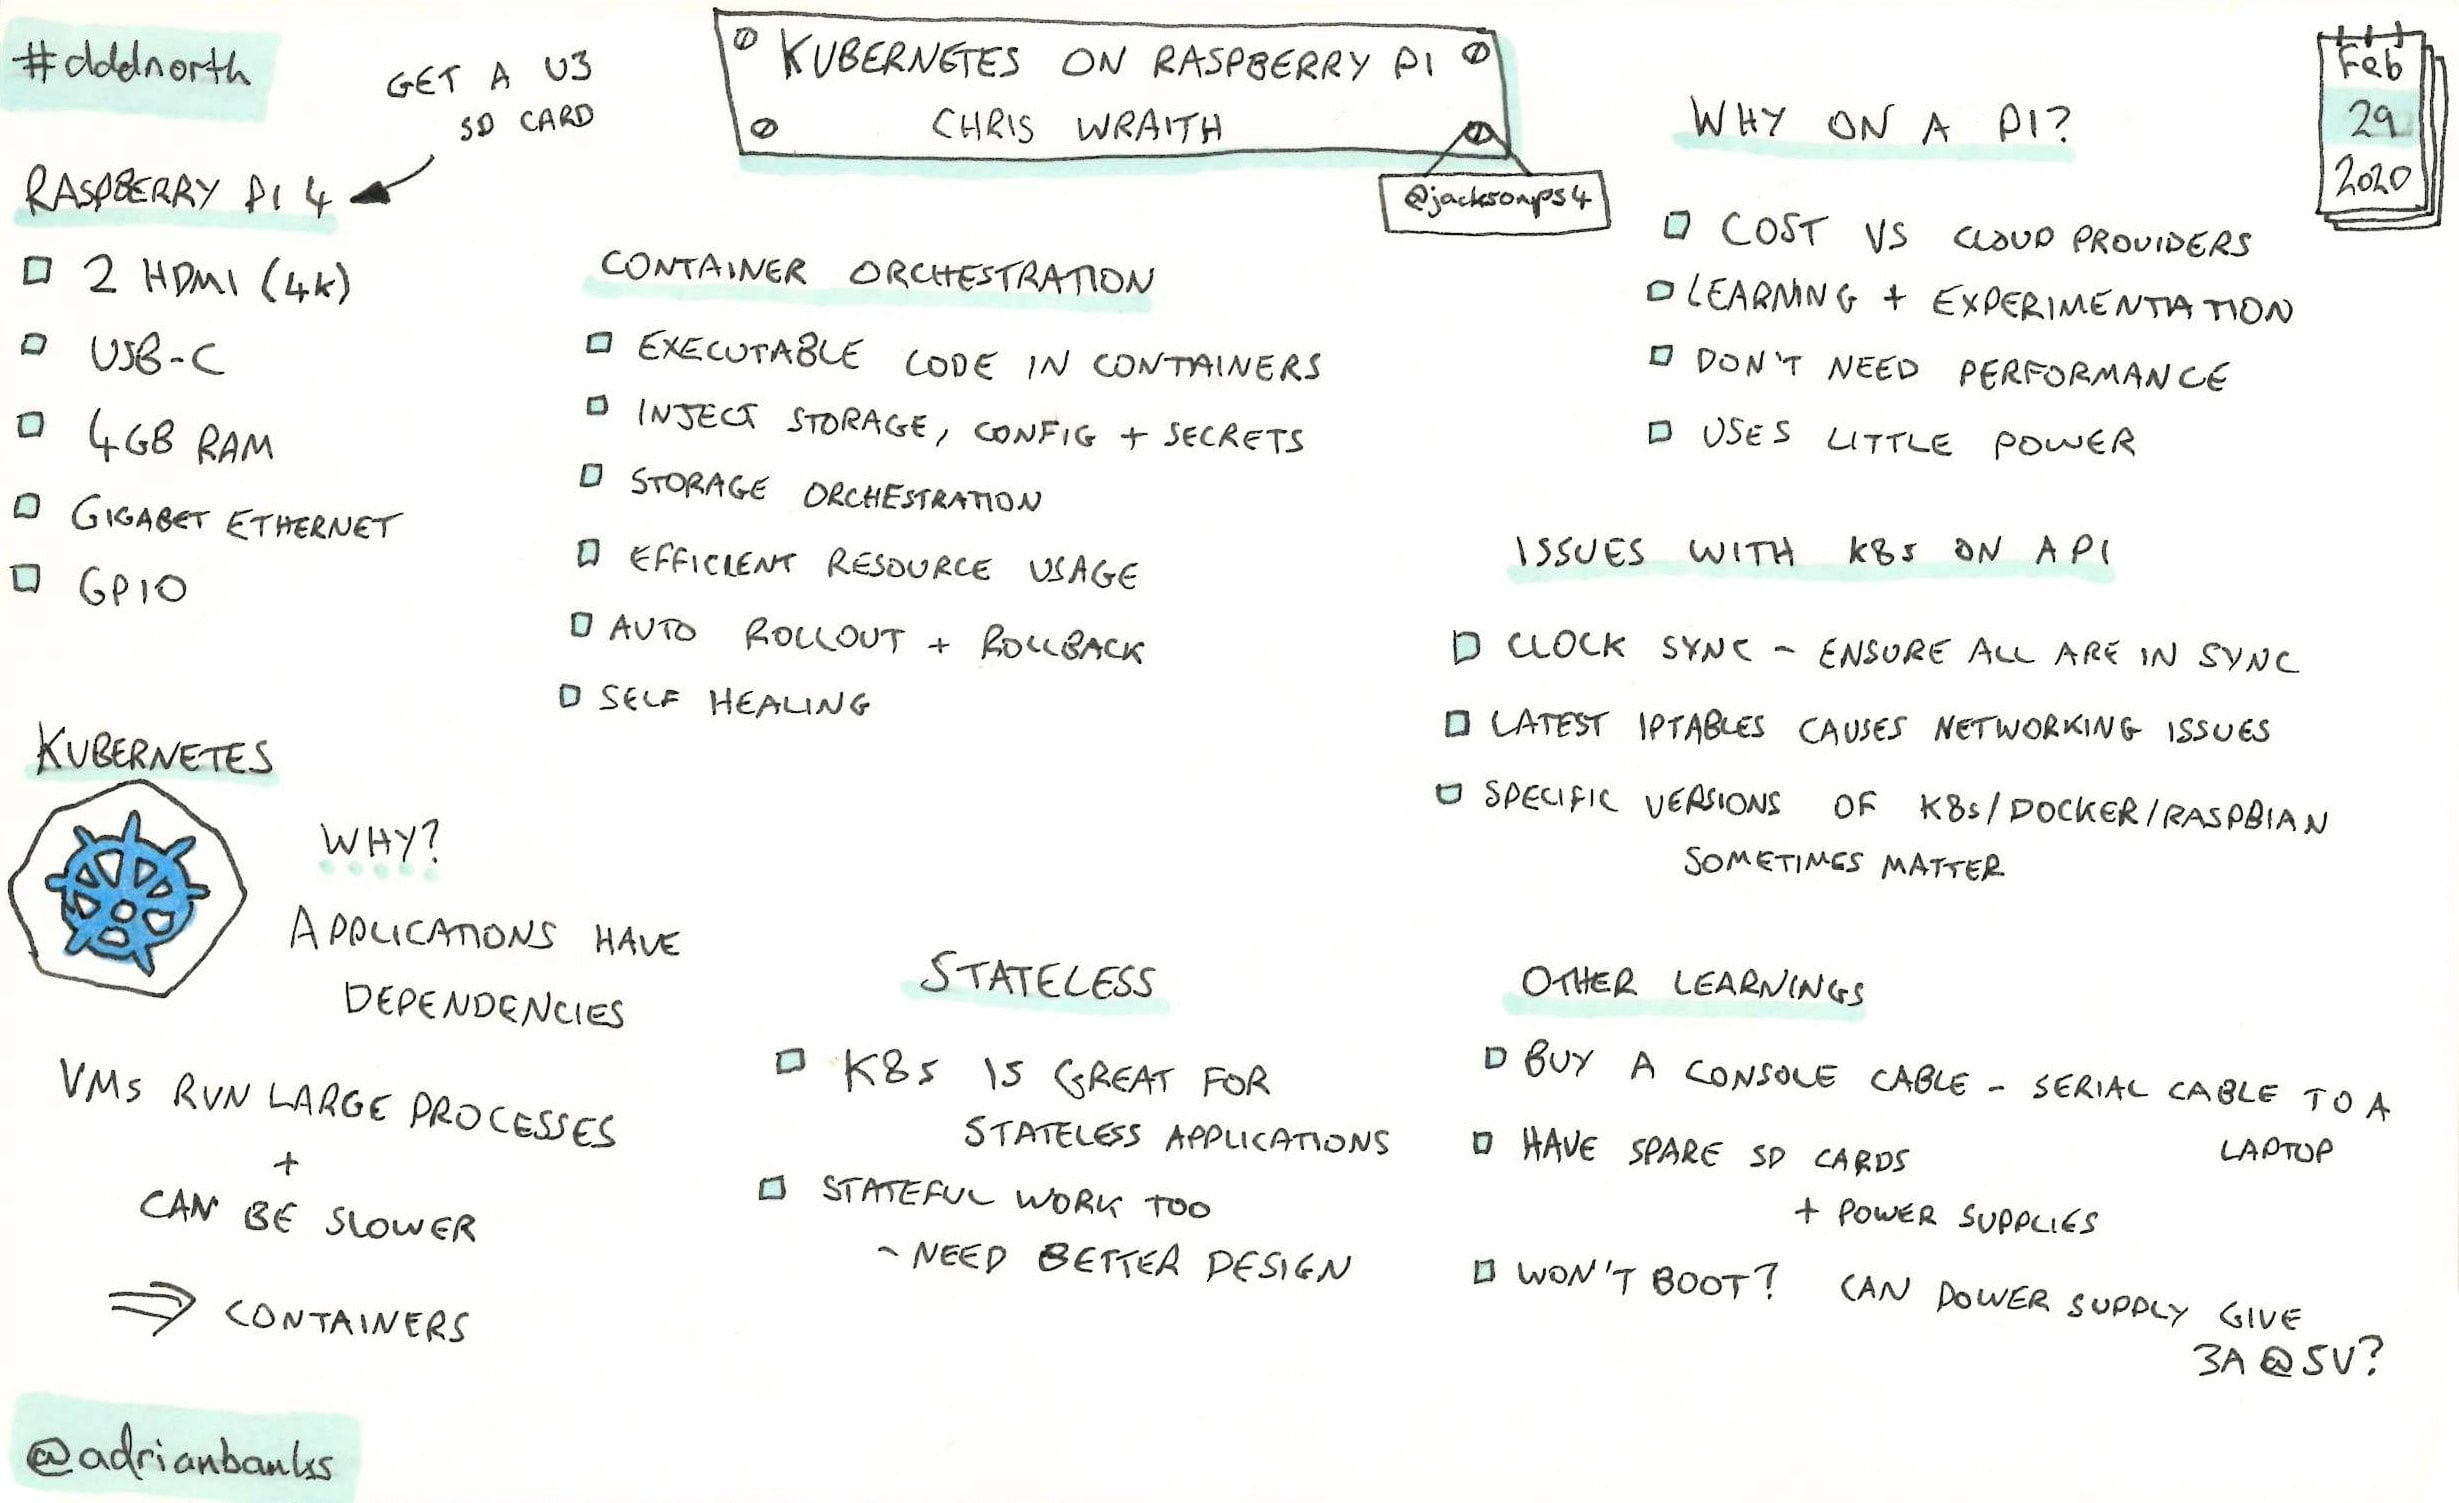 #dddnorth
GET A U3
SD CARD
KUBERNETES ON RASPBERRY PI
CHRIS WRAITH
@jacksonps4
Feb
29
2020
RASPBERRY PI 4
2 HDMI (4K)
USB-C
4GB RAM
GIGABET ETHERNET
GPIO
CONTAINER ORCHESTRATION
EXECUTABLE CODE IN CONTAINERS
INJECT STORAGE, CONFIG + SECRETS
STORAGE ORCHESTRATION
EFFICIENT RESOURCE USAGE
AUTO ROLLOUT + ROLLBACK
SELF HEALING
WHY ON A PI?
COST VS CLOUD PROVIDERS
LEARNING + EXPERIMENTATION
DON'T NEED PERFORMANCE
USES LITTLE POWER
ISSUES WITH K8s ON A PI
CLOCK SYNC - ENSURE ALL ARE IN SYNC
LATEST IPTABLES CAUSES NETWORKING ISSUES
SPECIFIC VERSIONS OF K8s/DOCKER/RASPBIAN
SOMETIMES MATTER
KUBERNETES
WHY?
APPLICATIONS HAVE
DEPENDENCIES
VMs RUN LARGE PROCESSES
+
CAN BE SLOWER
⇒ CONTAINERS
STATELESS
K8s IS GREAT FOR
STATELESS APPLICATIONS
STATEFUL WORK TOO
- NEED BETTER DESIGN
OTHER LEARNINGS
BUY A CONSOLE CABLE - SERIAL CABLE TO A
LAPTOP
HAVE SPARE SD CARDS
+ POWER SUPPLIES
WON'T BOOT? CAN POWER SUPPLY GIVE
3A@5V?
@adrianbanks